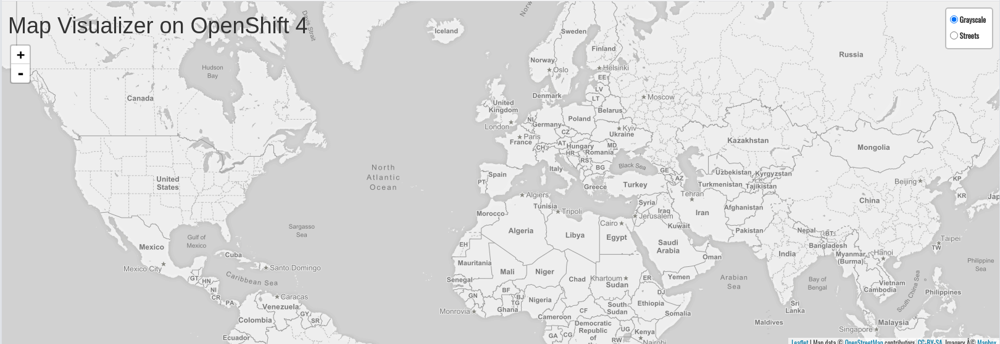 Map Visualizer on OpenShift 4
+
-
Grayscale
Streets
Davis Strait
Iceland
Sweden
Finland
Russia
Norway
Oslo
Helsinki
Hudson
Bay
EE
LV
LT
Canada
Denmark
Moscow
United
Kingdom
Belarus
NL
Poland
London
Germany
Kyiv
Ukraine
CZ
Paris
France
Kazakhstan
AT
Hungary
MD
Mongolia
CH
HR
Romania
RS
Black Sea
North
Atlantic
Ocean
Italy
BG
GE
Uzbekistan
Kyrgyzstan
Spain
PT
United
States
AZ
KP
Beijing
Greece
Turkey
Turkmenistan
Tajikistan
Algiers
Tehran
KR
Jap
China
Tunisia
Syria
Tripoli
Iraq
Iran
Afghanistan
Morocco
Jerusalem
Cairo
Kuwait
Sargasso
Sea
Algeria
Libya
Egypt
Pakistan
Nepal
BT
Taipei
Gulf of
Mexico
EH
Saudi
Arabia
Bangladesh
TW
Mexico
Cuba
Oman
India
Myanmar
(Burma)
Hanoi
Mauritania
Philippine
Sea
Mexico City
Santo Domingo
Mali
Niger
Caribbean Sea
Senegal
Chad
Khartoum
Sudan
ER
Yemen
Arabian
Sea
Bay of
Bengal
GT
HN
Vietnam
Cambodia
NI
BF
DJ
South China Sea
Philippines
CR
Caracas
GN
BJ
TG
Nigeria
PA
Venezuela
Ghana
South
Sudan
Ethiopia
Sri
Lanka
Monrovia
CF
Somalia
GY
SR
Colombia
Cameroon
Maldives
Malaysia
Democratic
Republic
of
UG
Kenya
Singapore
Ecuador
GA
CG
RW
Nairobi
Leaflet | Map data © OpenStreetMap contributors, CC-BY-SA, Imagery Â© Mapbox